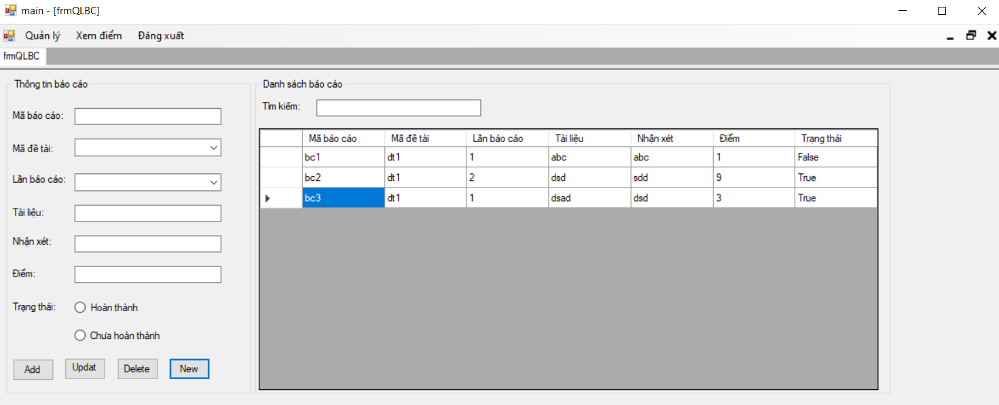 main - [frmQLBC]
Quản lý Xem điểm Đăng xuất
frmQLBC
Thông tin báo cáo
Mã báo cáo:
Mã đề tài:
Lần báo cáo:
Tài liệu:
Nhận xét:
Điểm:
Trạng thái: Hoàn thành
Chưa hoàn thành
Add Updat Delete New
Danh sách báo cáo
Tìm kiếm:
Mã báo cáo Mã đề tài Lần báo cáo Tài liệu Nhận xét Điểm Trạng thái
bc1 dt1 1 abc abc 1 False
bc2 dt1 2 dsd sdd 9 True
bc3 dt1 1 dsad dsd 3 True